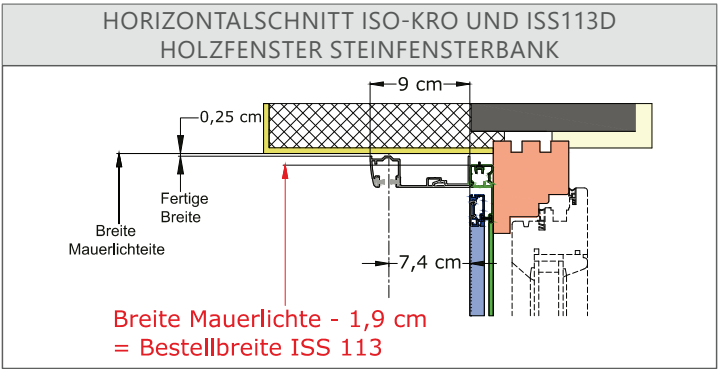 HORIZONTALSCHNITT ISO-KRO UND ISS113D
HOLZFENSTER STEINFENSTERBANK
9 cm
0,25 cm
Fertige
Breite
Breite
Mauerlichteite
7,4 cm
Breite Mauerlichte - 1,9 cm
= Bestellbreite ISS 113